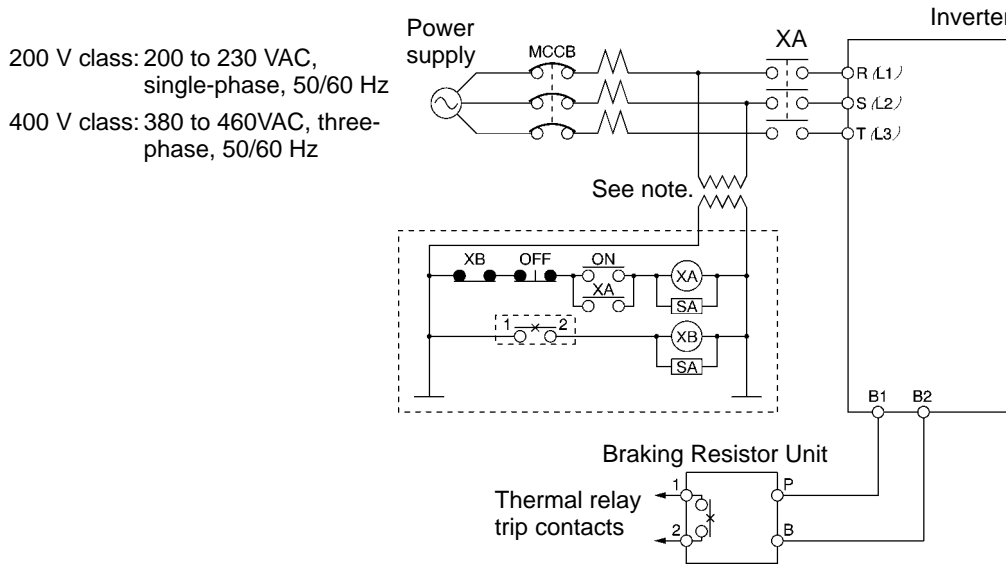 Inverter
Power
supply
MCCB
XA
200 V class: 200 to 230 VAC,
single-phase, 50/60 Hz
400 V class: 380 to 460VAC, three-
phase, 50/60 Hz
R (L1)
S (L2)
T (L3)
See note.
XB OFF ON XA
XA SA
1 2 XB
SA
B1 B2
Braking Resistor Unit
Thermal relay
trip contacts
1 P
2 B